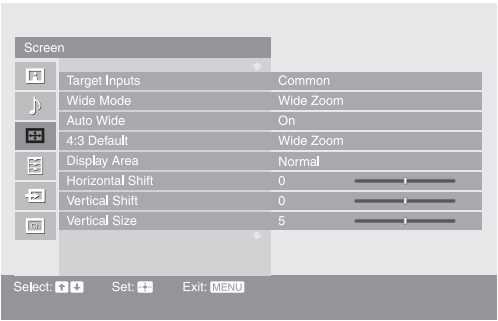 Screen
Target Inputs Common
Wide Mode Wide Zoom
Auto Wide On
4:3 Default Wide Zoom
Display Area Normal
Horizontal Shift 0
Vertical Shift 0
Vertical Size 5
Select: Set: Exit: MENU